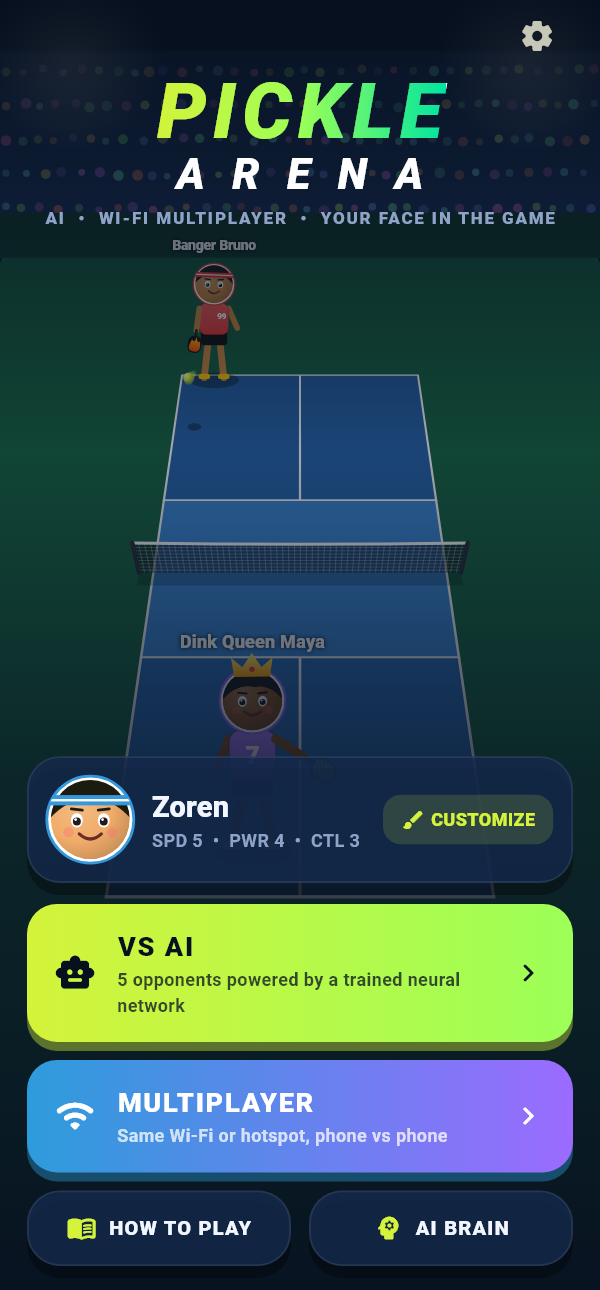 PICKLE
ARENA
AI • WI-FI MULTIPLAYER • YOUR FACE IN THE GAME
Banger Bruno
99
Dink Queen Maya
7
Zoren
SPD 5 • PWR 4 • CTL 3
CUSTOMIZE
VS AI
5 opponents powered by a trained neural
network
MULTIPLAYER
Same Wi-Fi or hotspot, phone vs phone
HOW TO PLAY
AI BRAIN